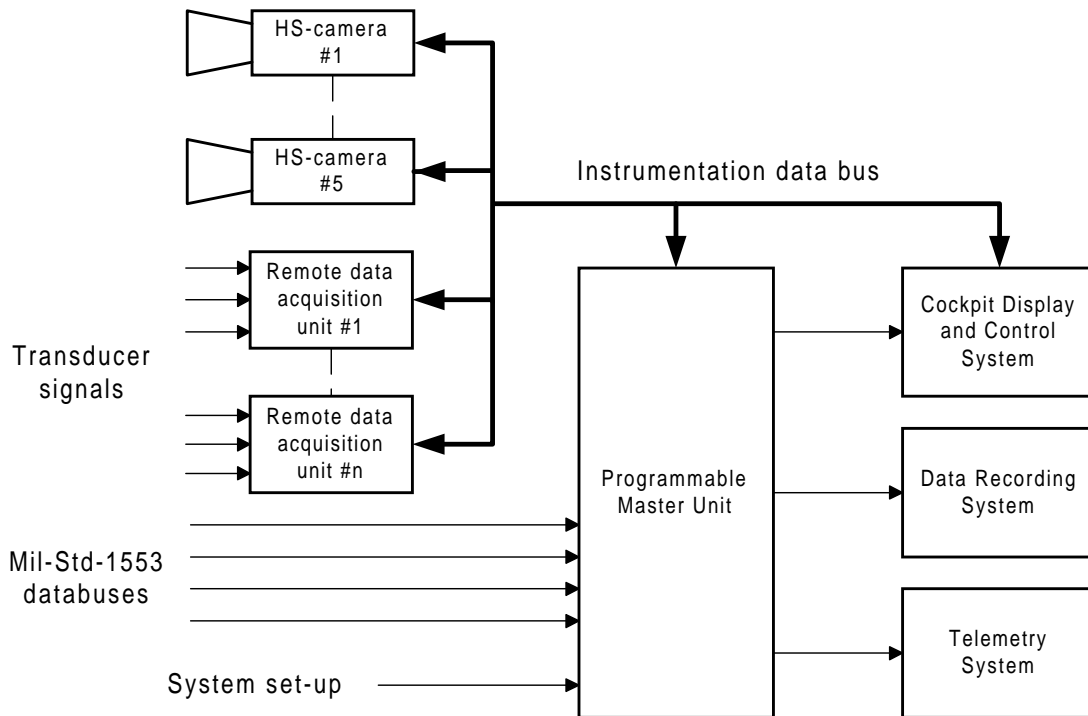 HS-camera
#1
HS-camera
#5
Instrumentation data bus
Remote data
acquisition
unit #1
Transducer
signals
Remote data
acquisition
unit #n
Cockpit Display
and Control
System
Programmable
Master Unit
Data Recording
System
Mil-Std-1553
databuses
Telemetry
System
System set-up